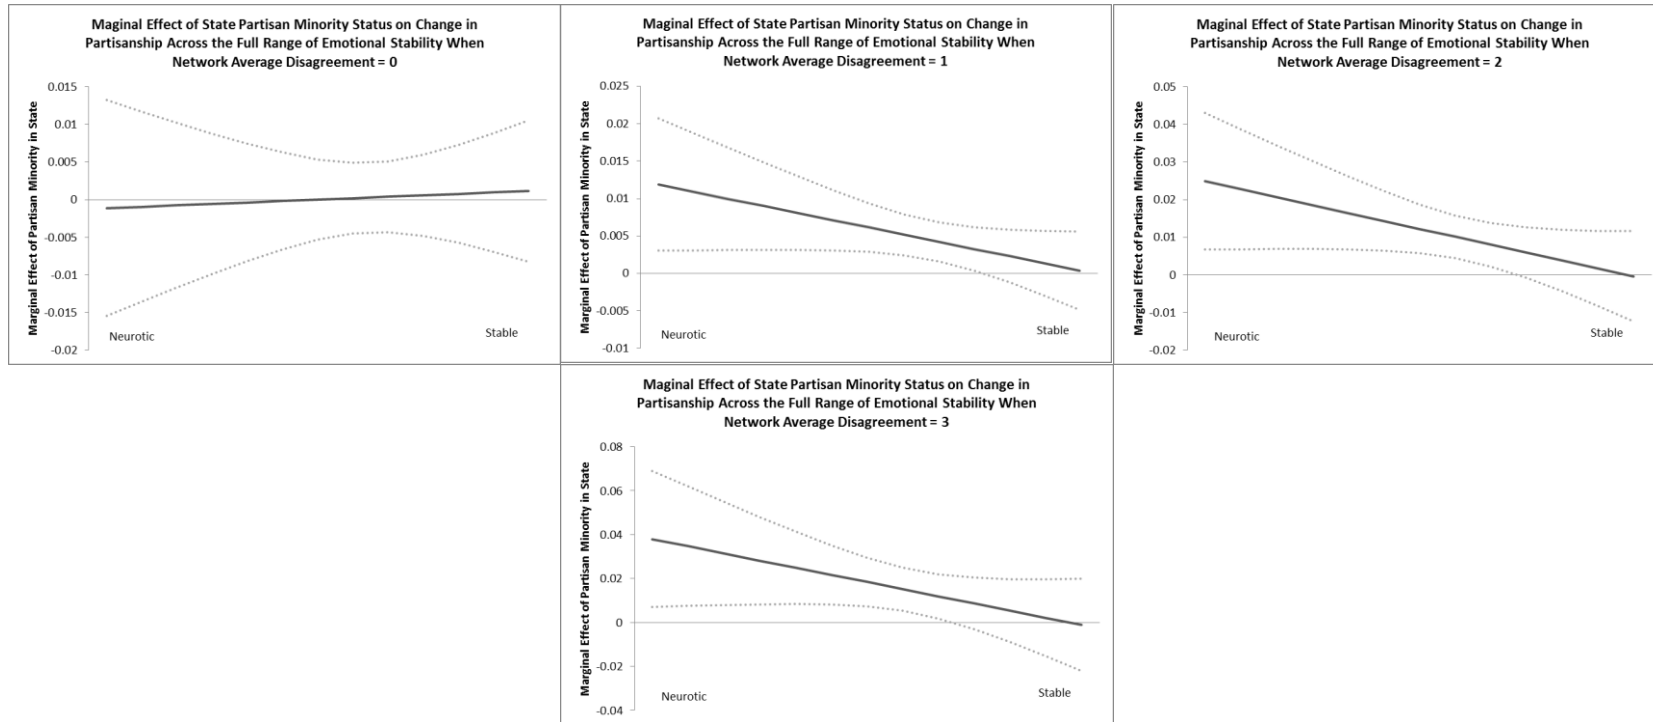 Maginal Effect of State Partisan Minority Status on Change in
Partisanship Across the Full Range of Emotional Stability When
Network Average Disagreement = 0
Marginal Effect of Partisan Minority in State
0.015
0.01
0.005
0
-0.005
-0.01
-0.015
-0.02
Neurotic
Stable
Maginal Effect of State Partisan Minority Status on Change in
Partisanship Across the Full Range of Emotional Stability When
Network Average Disagreement = 1
Marginal Effect of Partisan Minority in State
0.025
0.02
0.015
0.01
0.005
0
-0.005
-0.01
Neurotic
Stable
Maginal Effect of State Partisan Minority Status on Change in
Partisanship Across the Full Range of Emotional Stability When
Network Average Disagreement = 2
Marginal Effect of Partisan Minority in State
0.05
0.04
0.03
0.02
0.01
0
-0.01
-0.02
Neurotic
Stable
Maginal Effect of State Partisan Minority Status on Change in
Partisanship Across the Full Range of Emotional Stability When
Network Average Disagreement = 3
Marginal Effect of Partisan Minority in State
0.08
0.06
0.04
0.02
0
-0.02
-0.04
Neurotic
Stable